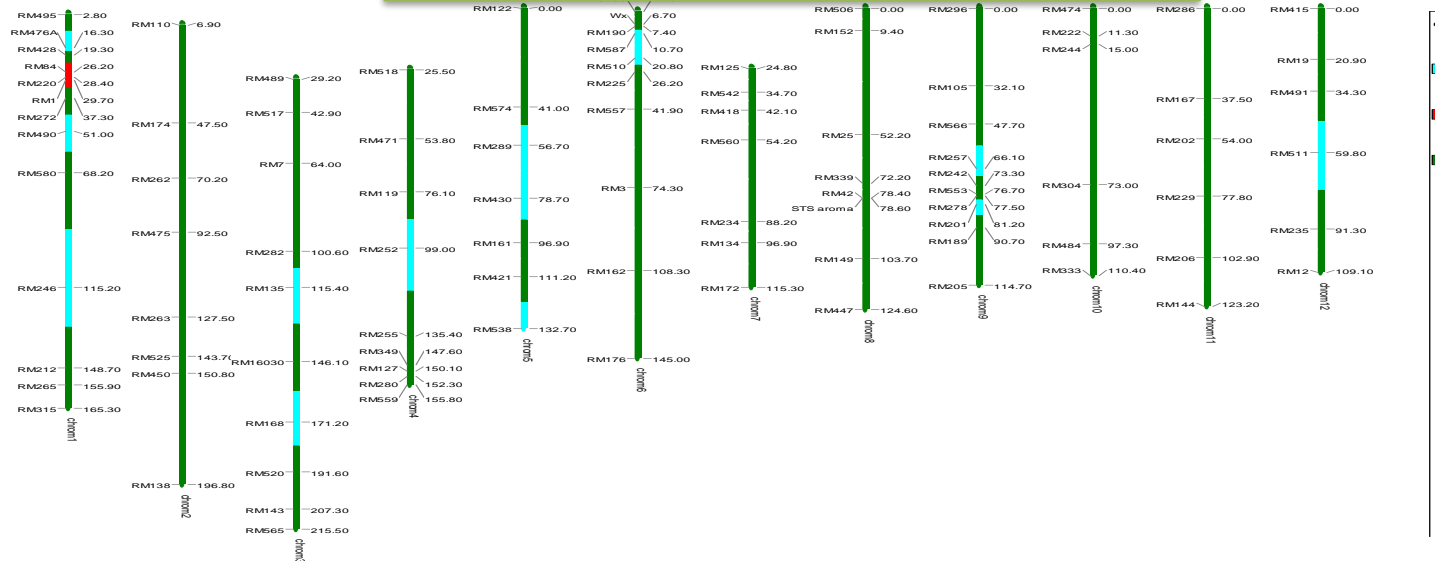 RM495 2.80
RM476A 16.30
RM428 19.30
RM84 26.20
RM220 28.40
RM1 29.70
RM272 37.30
RM490 51.00
RM580 68.20
RM246 115.20
RM212 148.70
RM265 155.90
RM315 165.30
chrom1
RM110 6.90
RM174 47.50
RM262 70.20
RM475 92.50
RM263 127.50
RM525 143.70
RM450 150.80
RM138 196.80
chrom2
RM489 29.20
RM517 42.90
RM7 64.00
RM282 100.60
RM135 115.40
RM16030 146.10
RM168 171.20
RM520 191.60
RM143 207.30
RM565 215.50
chrom3
RM518 25.50
RM471 53.80
RM119 76.10
RM252 99.00
RM255 135.40
RM349 147.60
RM127 150.10
RM280 152.30
RM559 155.80
chrom4
RM122 0.00
RM574 41.00
RM289 56.70
RM430 78.70
RM161 96.90
RM421 111.20
RM538 132.70
chrom5
Wx 6.70
RM190 7.40
RM587 10.70
RM510 20.80
RM225 26.20
RM557 41.90
RM3 74.30
RM162 108.30
RM176 145.00
chrom6
RM125 24.80
RM542 34.70
RM418 42.10
RM560 54.20
RM234 88.20
RM134 96.90
RM172 115.30
chrom7
RM506 0.00
RM152 9.40
RM25 52.20
RM339 72.20
RM42 78.40
STS aroma 78.60
RM149 103.70
RM447 124.60
chrom8
RM296 0.00
RM105 32.10
RM566 47.70
RM257 66.10
RM242 73.30
RM553 76.70
RM278 77.50
RM201 81.20
RM189 90.70
RM205 114.70
chrom9
RM474 0.00
RM222 11.30
RM244 15.00
RM304 73.00
RM484 97.30
RM333 110.40
chrom10
RM286 0.00
RM167 37.50
RM202 54.00
RM229 77.80
RM206 102.90
RM144 123.20
chrom11
RM415 0.00
RM19 20.90
RM491 34.30
RM511 59.80
RM235 91.30
RM12 109.10
chrom12